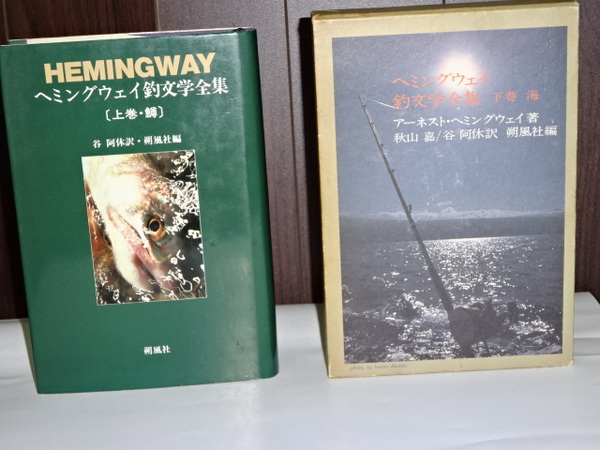 HEMINGWAY
ヘミングウェイ釣文学全集
〔上巻・鱒〕
谷 阿休訳・朔風社編
朔風社
ヘミングウェイ
釣文学全集 下巻 海
アーネスト・ヘミングウェイ著
秋山 嘉/谷 阿休訳 朔風社編
photo. by